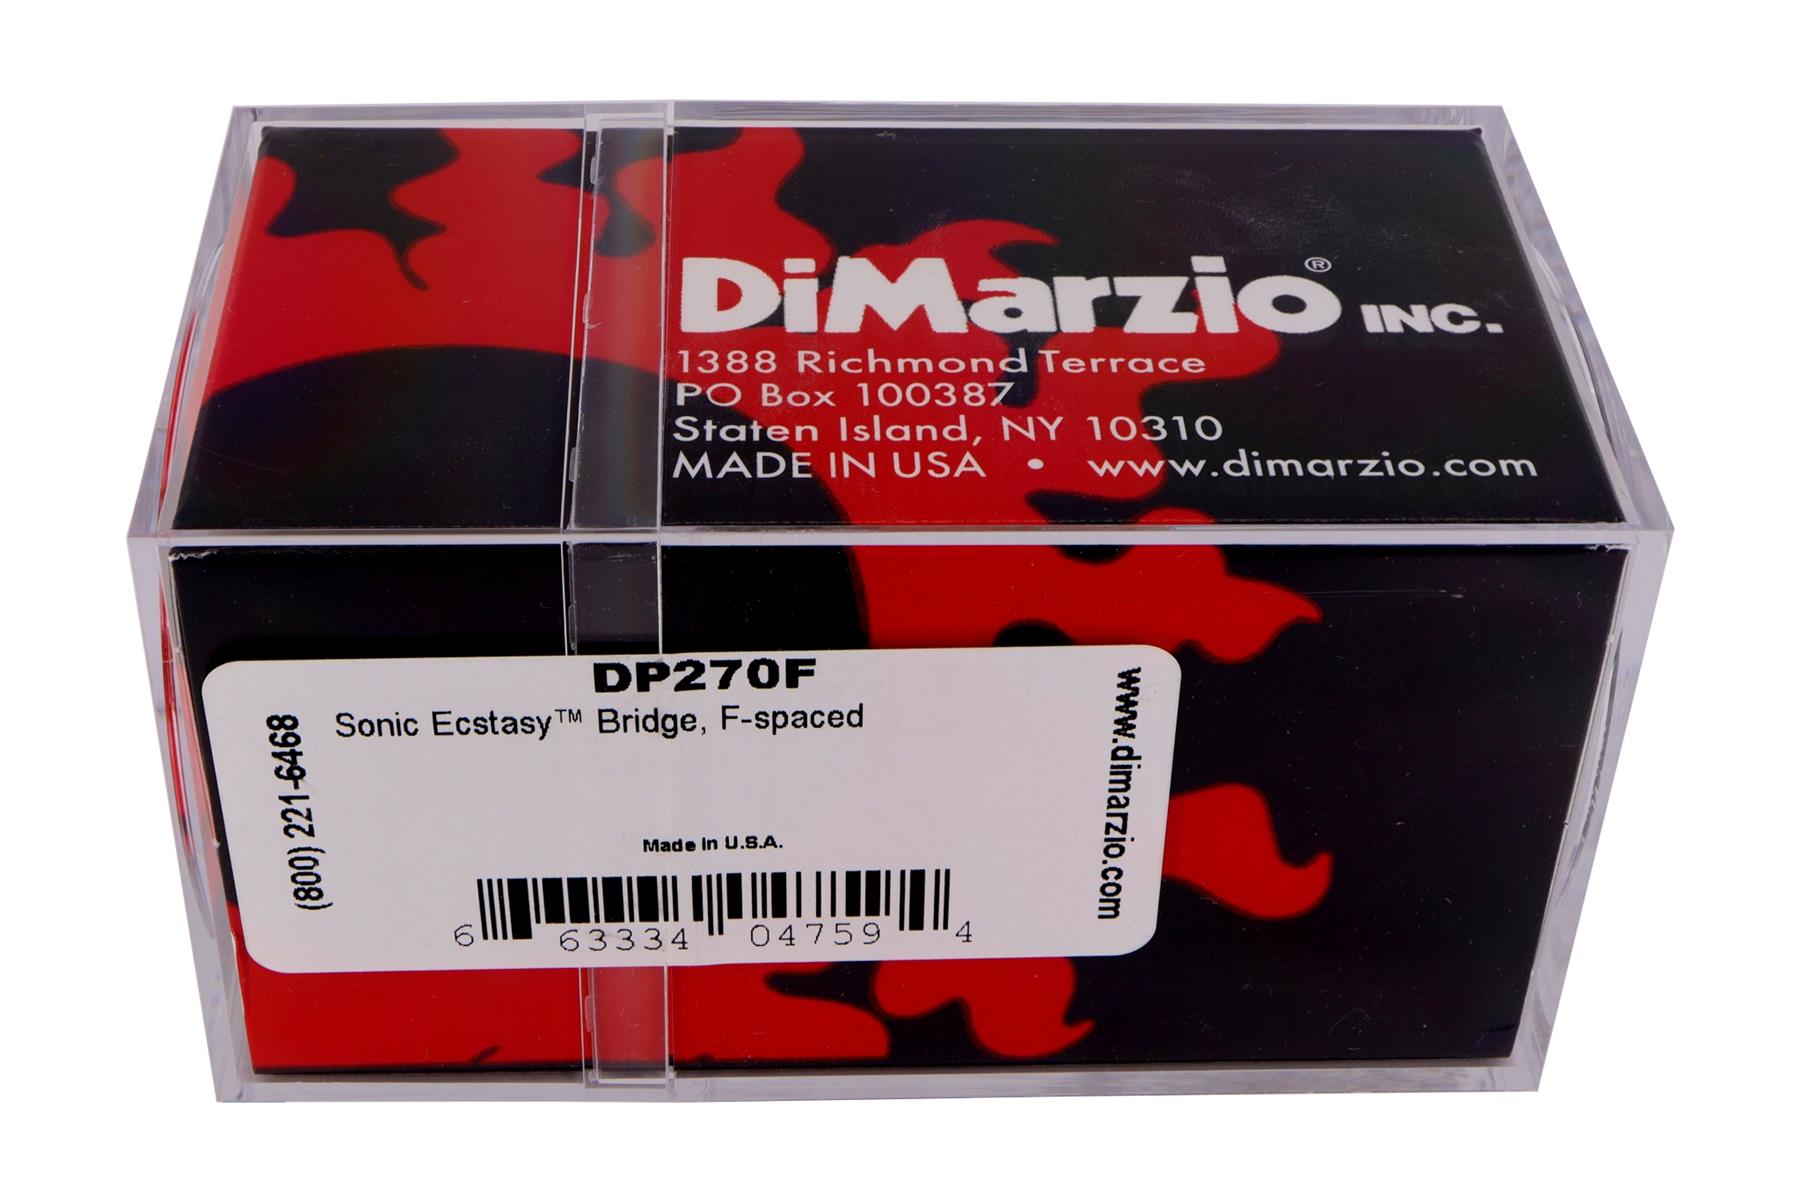 DiMarzio® INC.
1388 Richmond Terrace
PO Box 100387
Staten Island, NY 10310
MADE IN USA • www.dimarzio.com
DP270F
Sonic Ecstasy™ Bridge, F-spaced
(800) 221-6468
www.dimarzio.com
Made in U.S.A.
6 63334 04759 4